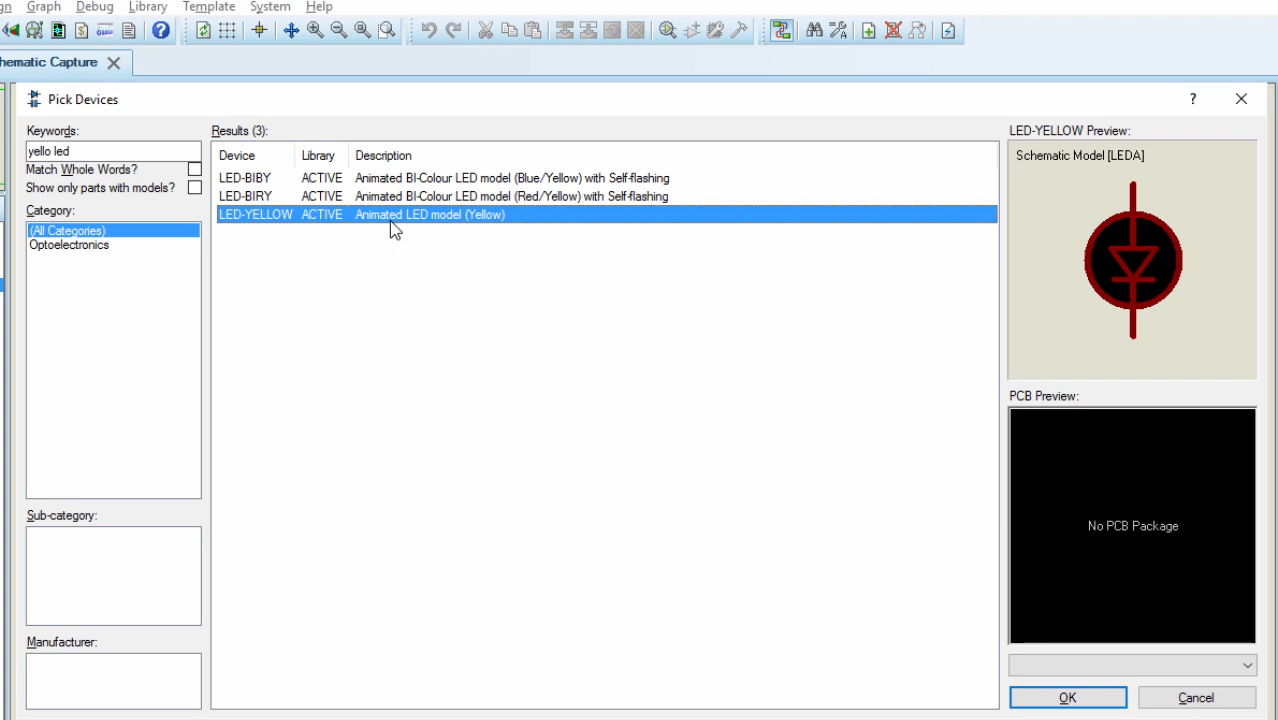 gn Graph Debug Library Template System Help
hematic Capture
Pick Devices
?
Keywords:
yello led
Match Whole Words?
Show only parts with models?
Category:
(All Categories)
Optoelectronics
Sub-category:
Manufacturer:
Results (3):
Device Library Description
LED-BIBY ACTIVE Animated BI-Colour LED model (Blue/Yellow) with Self-flashing
LED-BIRY ACTIVE Animated BI-Colour LED model (Red/Yellow) with Self-flashing
LED-YELLOW ACTIVE Animated LED model (Yellow)
LED-YELLOW Preview:
Schematic Model [LEDA]
PCB Preview:
No PCB Package
OK Cancel